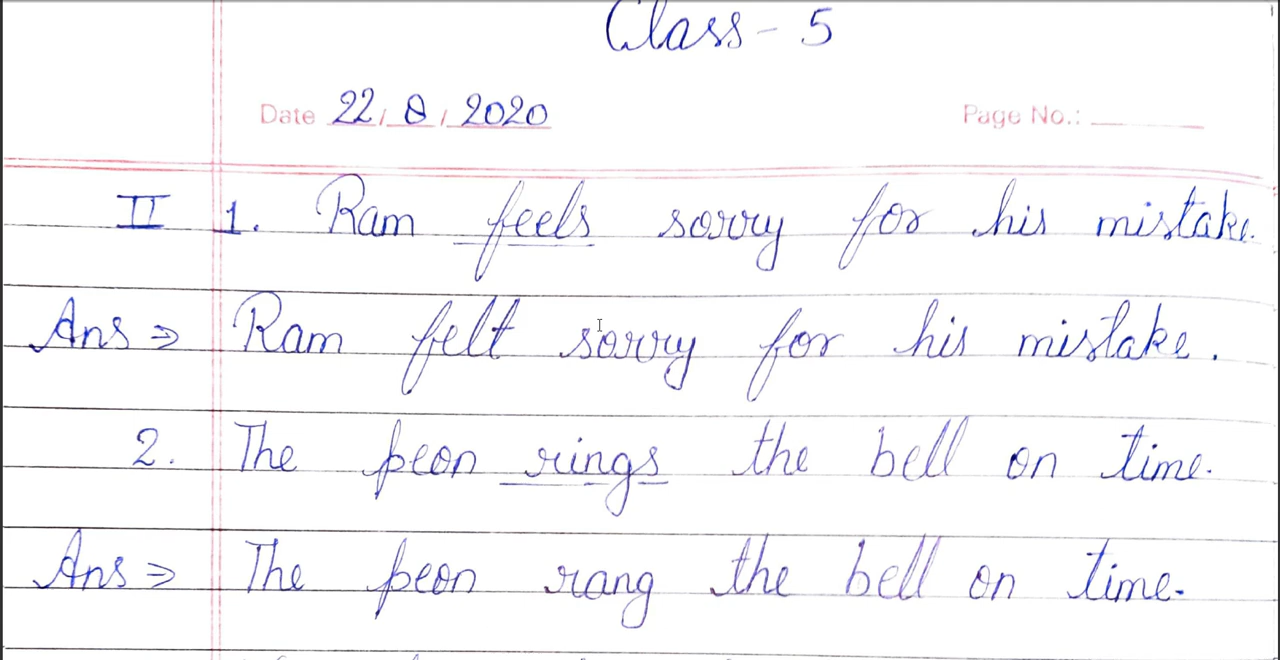 Class - 5
Date 22/8/2020 Page No.:
II 1. Ram feels sorry for his mistake.
Ans ⇒ Ram felt sorry for his mistake.
2. The peon rings the bell on time.
Ans ⇒ The peon rang the bell on time.